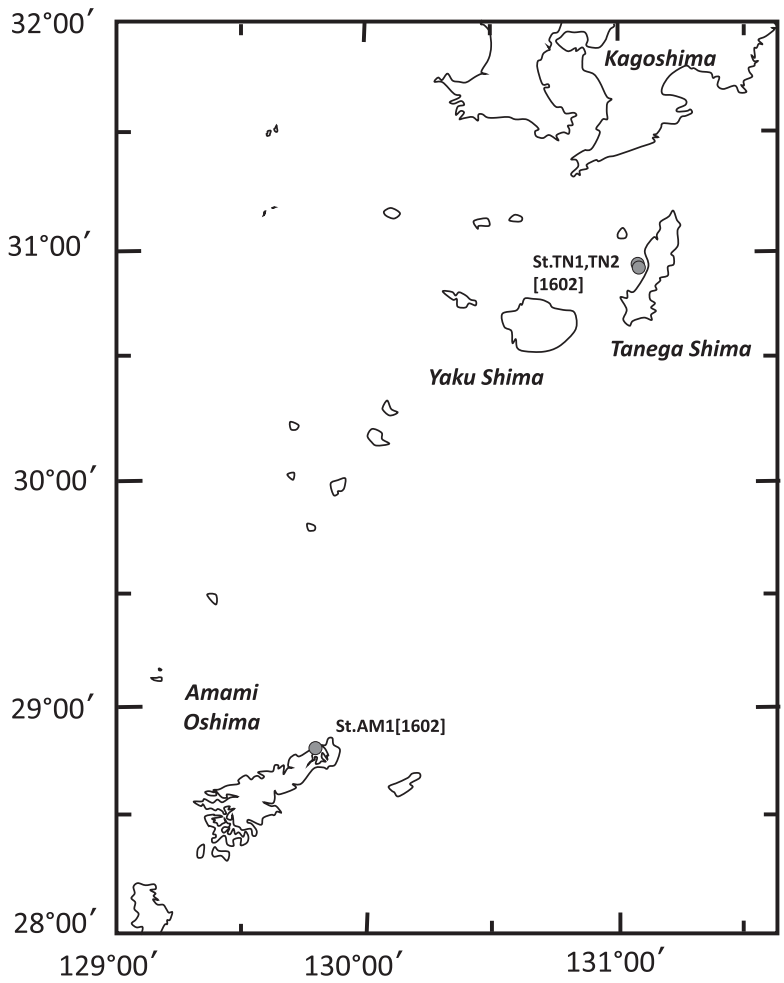 32°00′
Kagoshima
31°00′
St.TN1,TN2
[1602]
Tanega Shima
Yaku Shima
30°00′
Amami
Oshima
29°00′
St.AM1[1602]
28°00′
129°00′ 130°00′ 131°00′